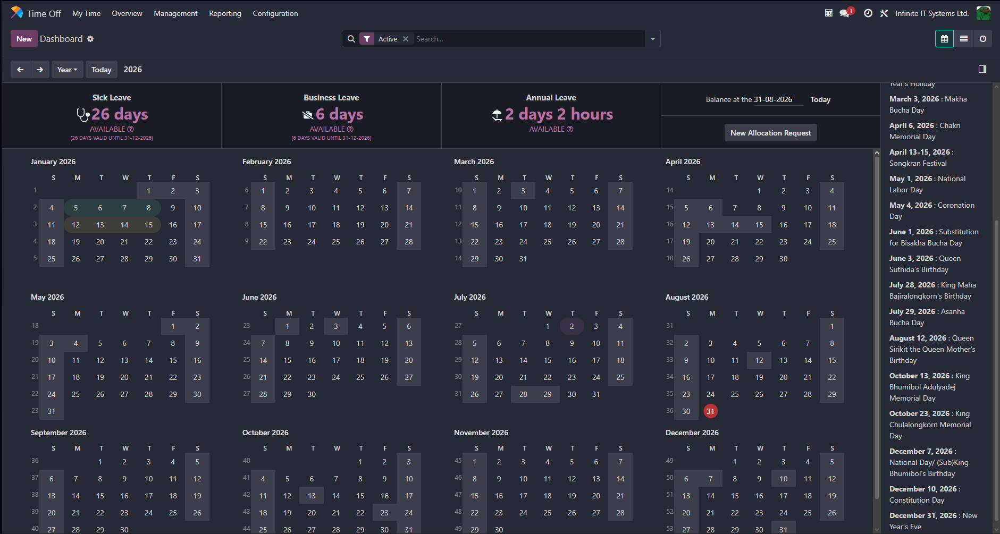 Time Off My Time Overview Management Reporting Configuration 1 Infinite IT Systems Ltd.
New Dashboard Active Search...
Year Today 2026
Sick Leave
26 days
AVAILABLE
(26 DAYS VALID UNTIL 31-12-2026)
Business Leave
6 days
AVAILABLE
(6 DAYS VALID UNTIL 31-12-2026)
Annual Leave
2 days 2 hours
AVAILABLE
Balance at the 31-08-2026 Today
New Allocation Request
January 2026
S M T W T F S
1 1 2 3
2 4 5 6 7 8 9 10
3 11 12 13 14 15 16 17
4 18 19 20 21 22 23 24
5 25 26 27 28 29 30 31
February 2026
S M T W T F S
6 1 2 3 4 5 6 7
7 8 9 10 11 12 13 14
8 15 16 17 18 19 20 21
9 22 23 24 25 26 27 28
March 2026
S M T W T F S
10 1 2 3 4 5 6 7
11 8 9 10 11 12 13 14
12 15 16 17 18 19 20 21
13 22 23 24 25 26 27 28
14 29 30 31
April 2026
S M T W T F S
14 1 2 3 4
15 5 6 7 8 9 10 11
16 12 13 14 15 16 17 18
17 19 20 21 22 23 24 25
18 26 27 28 29 30
May 2026
S M T W T F S
18 1 2
19 3 4 5 6 7 8 9
20 10 11 12 13 14 15 16
21 17 18 19 20 21 22 23
22 24 25 26 27 28 29 30
23 31
June 2026
S M T W T F S
23 1 2 3 4 5 6
24 7 8 9 10 11 12 13
25 14 15 16 17 18 19 20
26 21 22 23 24 25 26 27
27 28 29 30
July 2026
S M T W T F S
27 1 2 3 4
28 5 6 7 8 9 10 11
29 12 13 14 15 16 17 18
30 19 20 21 22 23 24 25
31 26 27 28 29 30 31
August 2026
S M T W T F S
31 1
32 2 3 4 5 6 7 8
33 9 10 11 12 13 14 15
34 16 17 18 19 20 21 22
35 23 24 25 26 27 28 29
36 30 31
September 2026
S M T W T F S
36 1 2 3 4 5
37 6 7 8 9 10 11 12
38 13 14 15 16 17 18 19
39 20 21 22 23 24 25 26
40 27 28 29 30
October 2026
S M T W T F S
40 1 2 3
41 4 5 6 7 8 9 10
42 11 12 13 14 15 16 17
43 18 19 20 21 22 23 24
44 25 26 27 28 29 30 31
November 2026
S M T W T F S
45 1 2 3 4 5 6 7
46 8 9 10 11 12 13 14
47 15 16 17 18 19 20 21
48 22 23 24 25 26 27 28
49 29 30
December 2026
S M T W T F S
49 1 2 3 4 5
50 6 7 8 9 10 11 12
51 13 14 15 16 17 18 19
52 20 21 22 23 24 25 26
53 27 28 29 30 31
Year's Holiday
March 3, 2026 : Makha
Bucha Day
April 6, 2026 : Chakri
Memorial Day
April 13-15, 2026 :
Songkran Festival
May 1, 2026 : National
Labor Day
May 4, 2026 : Coronation
Day
June 1, 2026 : Substitution
for Bisakha Bucha Day
June 3, 2026 : Queen
Suthida's Birthday
July 28, 2026 : King Maha
Bajiralongkorn's Birthday
July 29, 2026 : Asanha
Bucha Day
August 12, 2026 : Queen
Sirikit the Queen Mother's
Birthday
October 13, 2026 : King
Bhumibol Adulyadej
Memorial Day
October 23, 2026 : King
Chulalongkorn Memorial
Day
December 7, 2026 :
National Day/ (Sub)King
Bhumibol's Birthday
December 10, 2026 :
Constitution Day
December 31, 2026 : New
Year's Eve